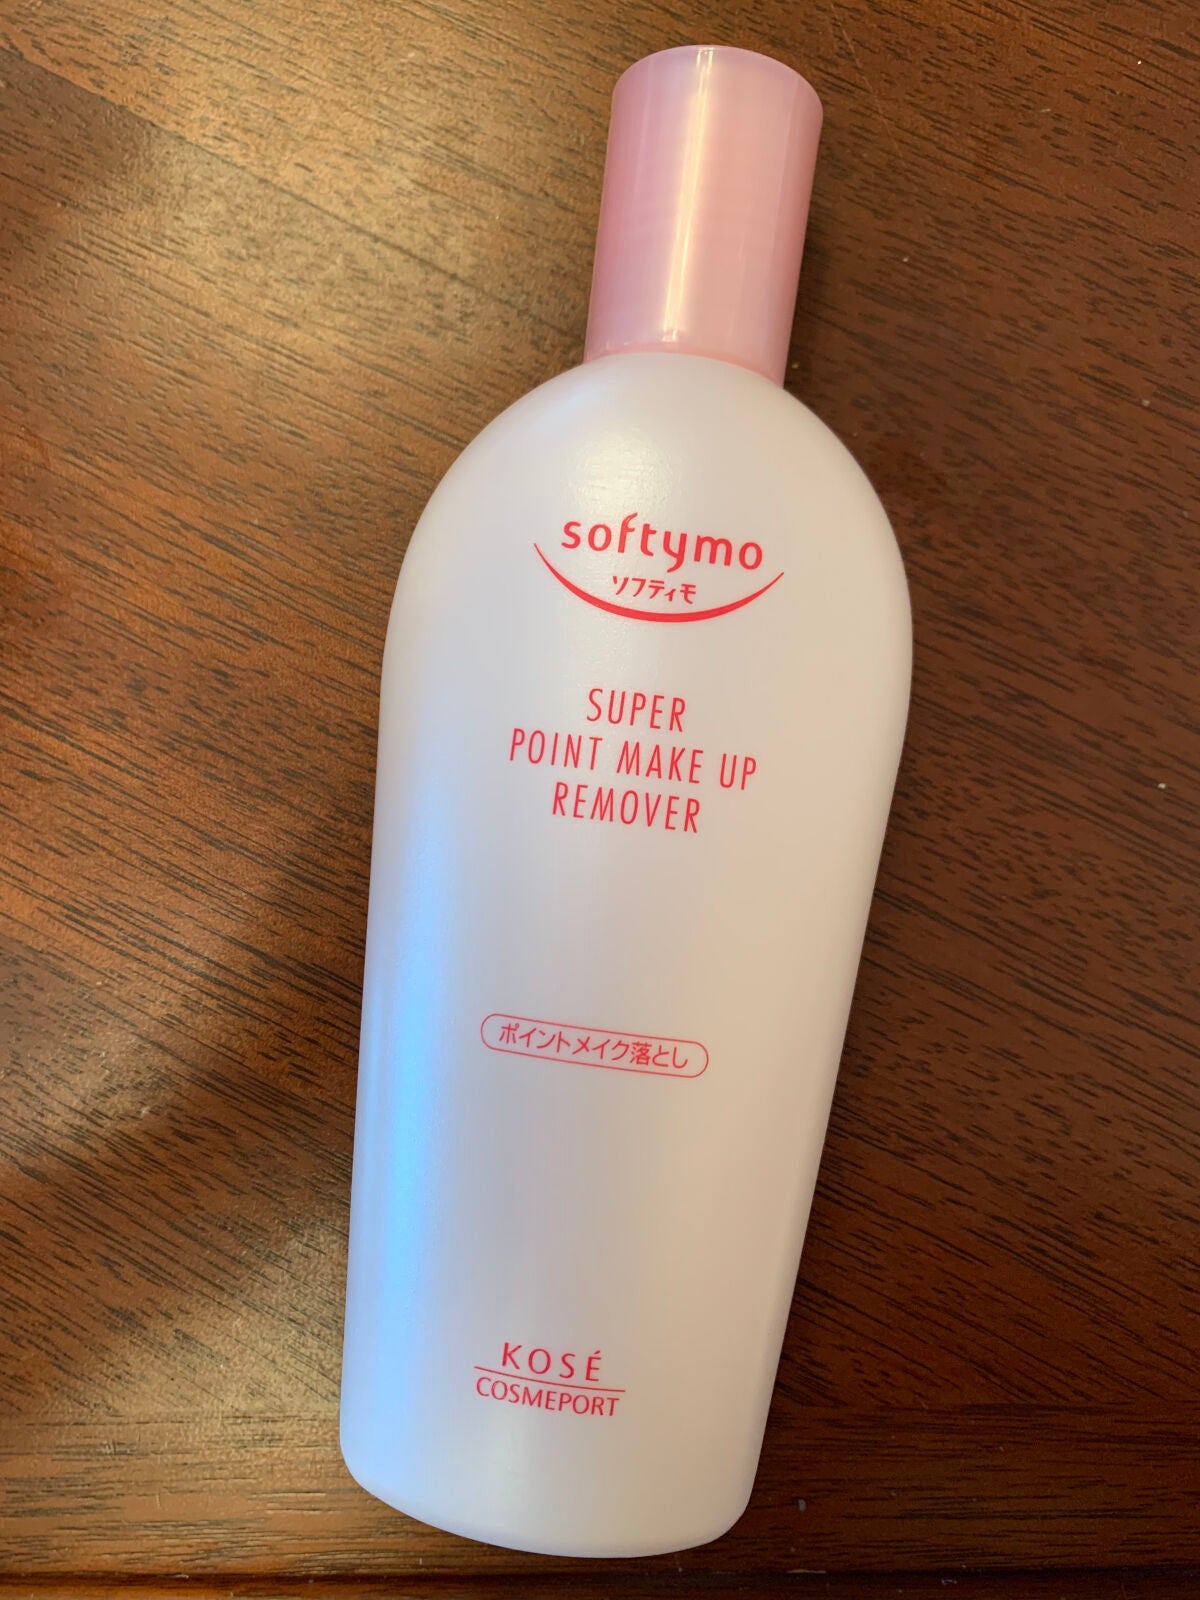 softymo
ソフティモ
SUPER
POINT MAKE UP
REMOVER
ポイントメイク落とし
KOSÉ
COSMEPORT